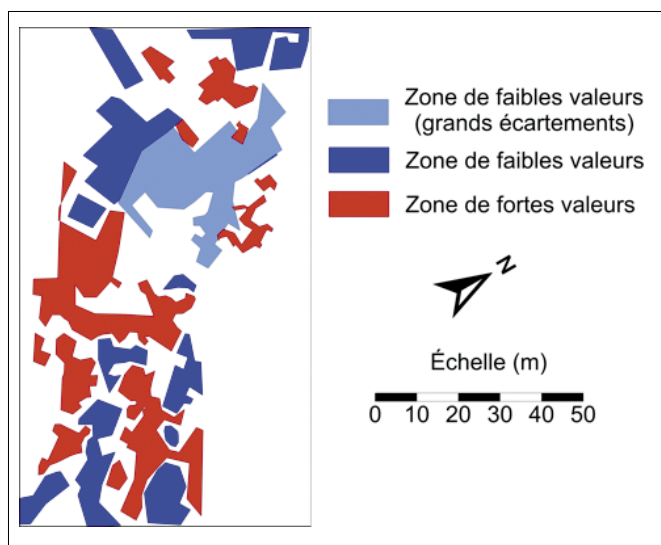 Zone de faibles valeurs
(grands écartements)
Zone de faibles valeurs
Zone de fortes valeurs
N
Échelle (m)
0 10 20 30 40 50